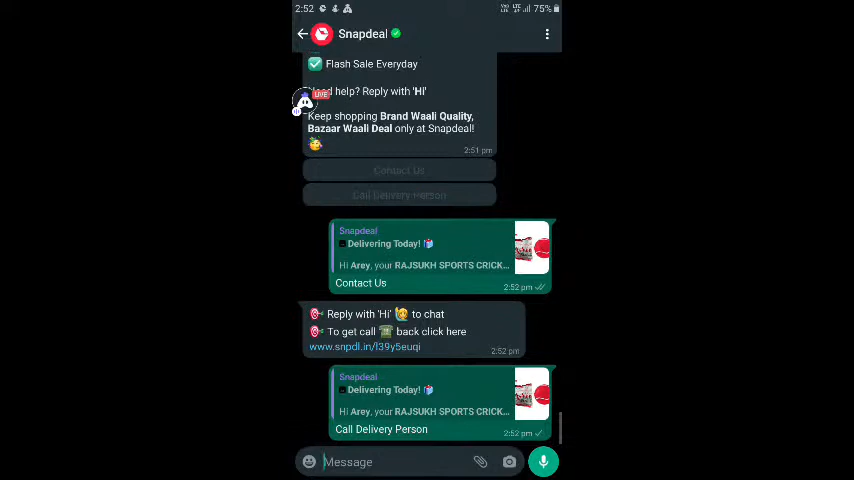 2:52
75%
Snapdeal
Flash Sale Everyday
Need help? Reply with 'Hi'
LIVE
Keep shopping Brand Waali Quality,
Bazaar Waali Deal only at Snapdeal!
2:51 pm
Contact Us
Call Delivery Person
Snapdeal
Delivering Today!
Hi Arey, your RAJSUKH SPORTS CRICK...
Contact Us
2:52 pm
Reply with 'Hi' to chat
To get call back click here
www.snpdl.in/!39y5euqi
2:52 pm
Snapdeal
Delivering Today!
Hi Arey, your RAJSUKH SPORTS CRICK...
Call Delivery Person
2:52 pm
Message